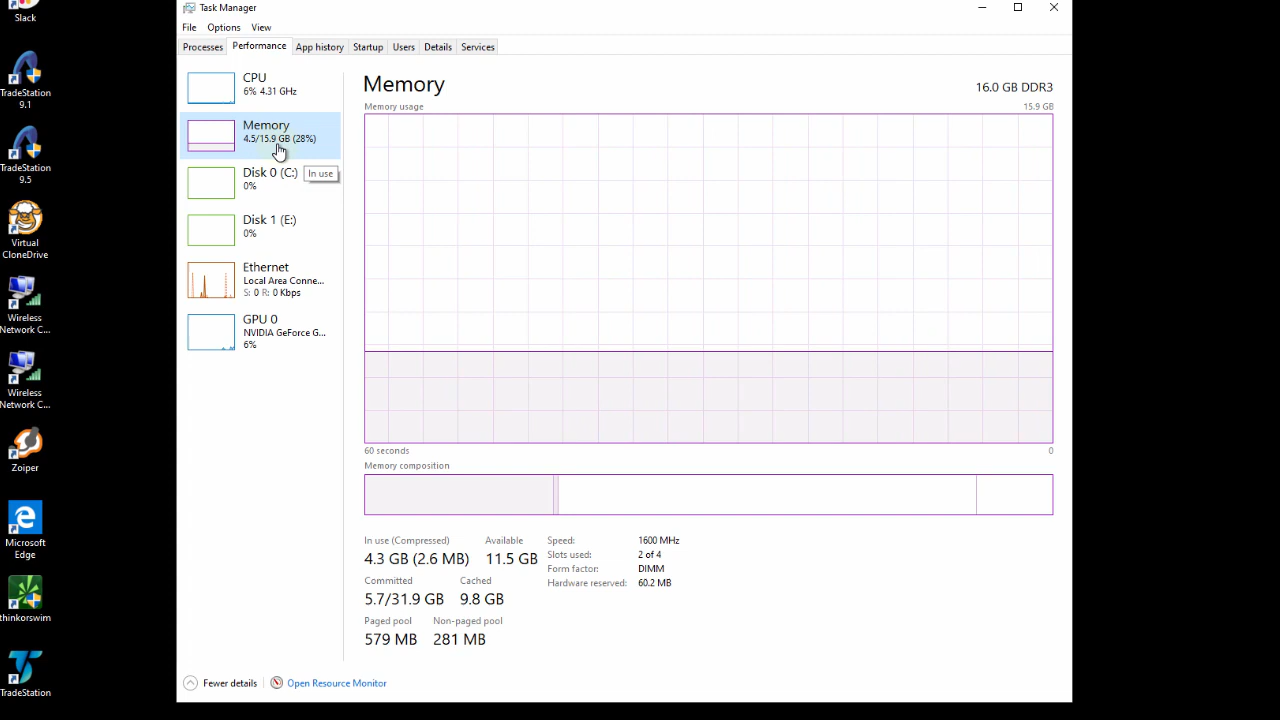 Slack
TradeStation
9.1
TradeStation
9.5
Virtual
CloneDrive
Wireless
Network C...
Wireless
Network C...
Zoiper
Microsoft
Edge
thinkorswim
TradeStation
Task Manager
File Options View
Processes Performance App history Startup Users Details Services
CPU
6% 4.31 GHz
Memory
4.5/15.9 GB (28%)
Disk 0 (C:)
0%
In use
Disk 1 (E:)
0%
Ethernet
Local Area Conne...
S: 0 R: 0 Kbps
GPU 0
NVIDIA GeForce G...
6%
Memory 16.0 GB DDR3
Memory usage 15.9 GB
60 seconds 0
Memory composition
In use (Compressed) Available
4.3 GB (2.6 MB) 11.5 GB
Committed Cached
5.7/31.9 GB 9.8 GB
Paged pool Non-paged pool
579 MB 281 MB
Speed: 1600 MHz
Slots used: 2 of 4
Form factor: DIMM
Hardware reserved: 60.2 MB
Fewer details Open Resource Monitor